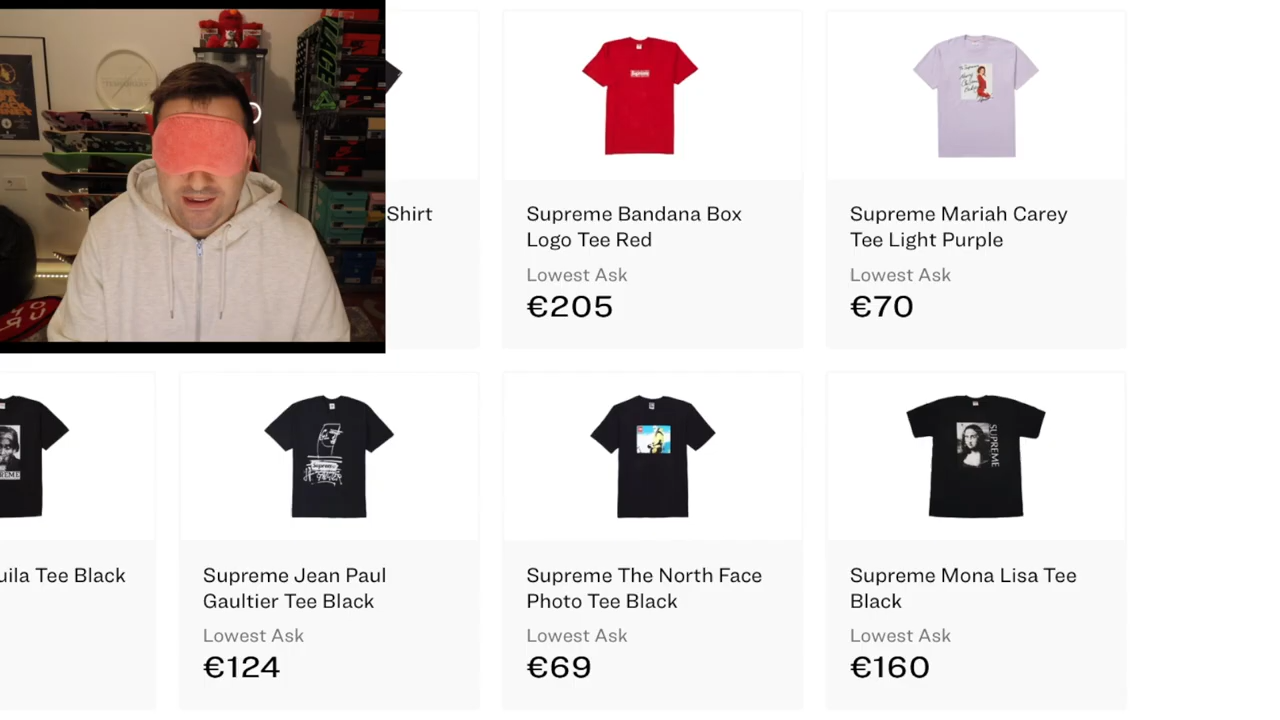 Shirt
Supreme Bandana Box
Logo Tee Red
Lowest Ask
€205
Supreme Mariah Carey
Tee Light Purple
Lowest Ask
€70
SUPREME
uila Tee Black
Supreme Jean Paul
Gaultier Tee Black
Lowest Ask
€124
Supreme The North Face
Photo Tee Black
Lowest Ask
€69
Supreme Mona Lisa Tee
Black
Lowest Ask
€160